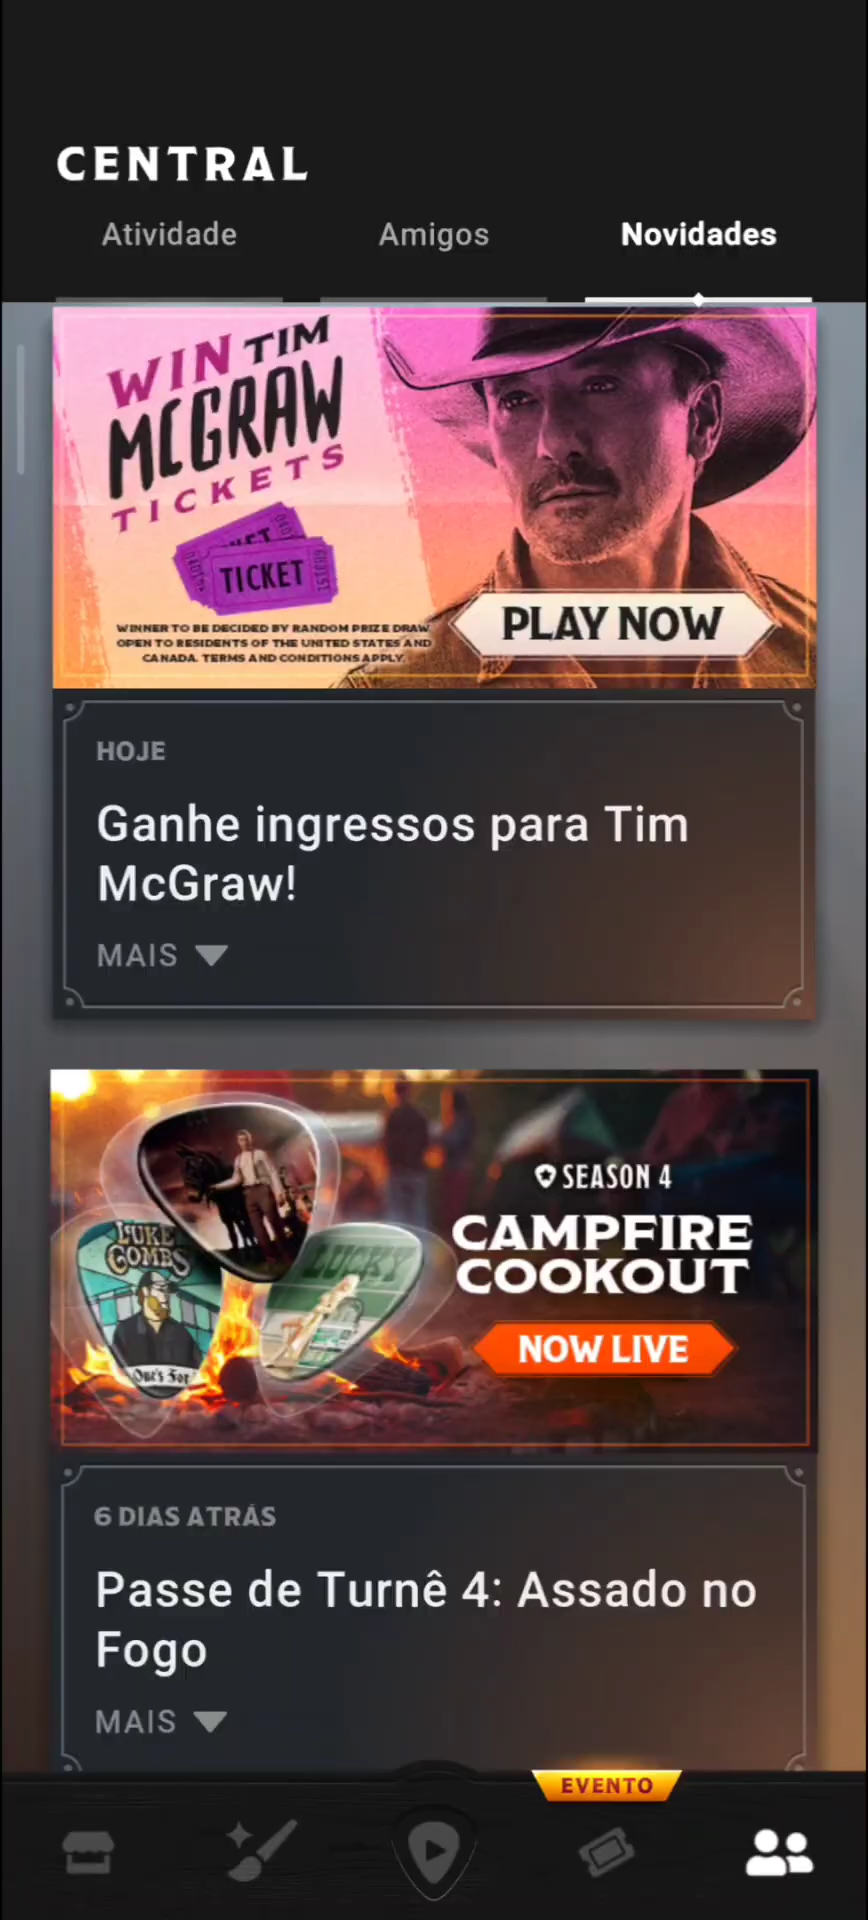 CENTRAL
Atividade
Amigos
Novidades
WIN TIM
MCGRAW
TICKETS
TICKET
WINNER TO BE DECIDED BY RANDOM PRIZE DRAW
OPEN TO RESIDENTS OF THE UNITED STATES AND
CANADA. TERMS AND CONDITIONS APPLY.
PLAY NOW
HOJE
Ganhe ingressos para Tim
McGraw!
MAIS
SEASON 4
CAMPFIRE
COOKOUT
NOW LIVE
LUKE
COMBS
One's For
LUCKY
6 DIAS ATRÁS
Passe de Turnê 4: Assado no
Fogo
MAIS
EVENTO